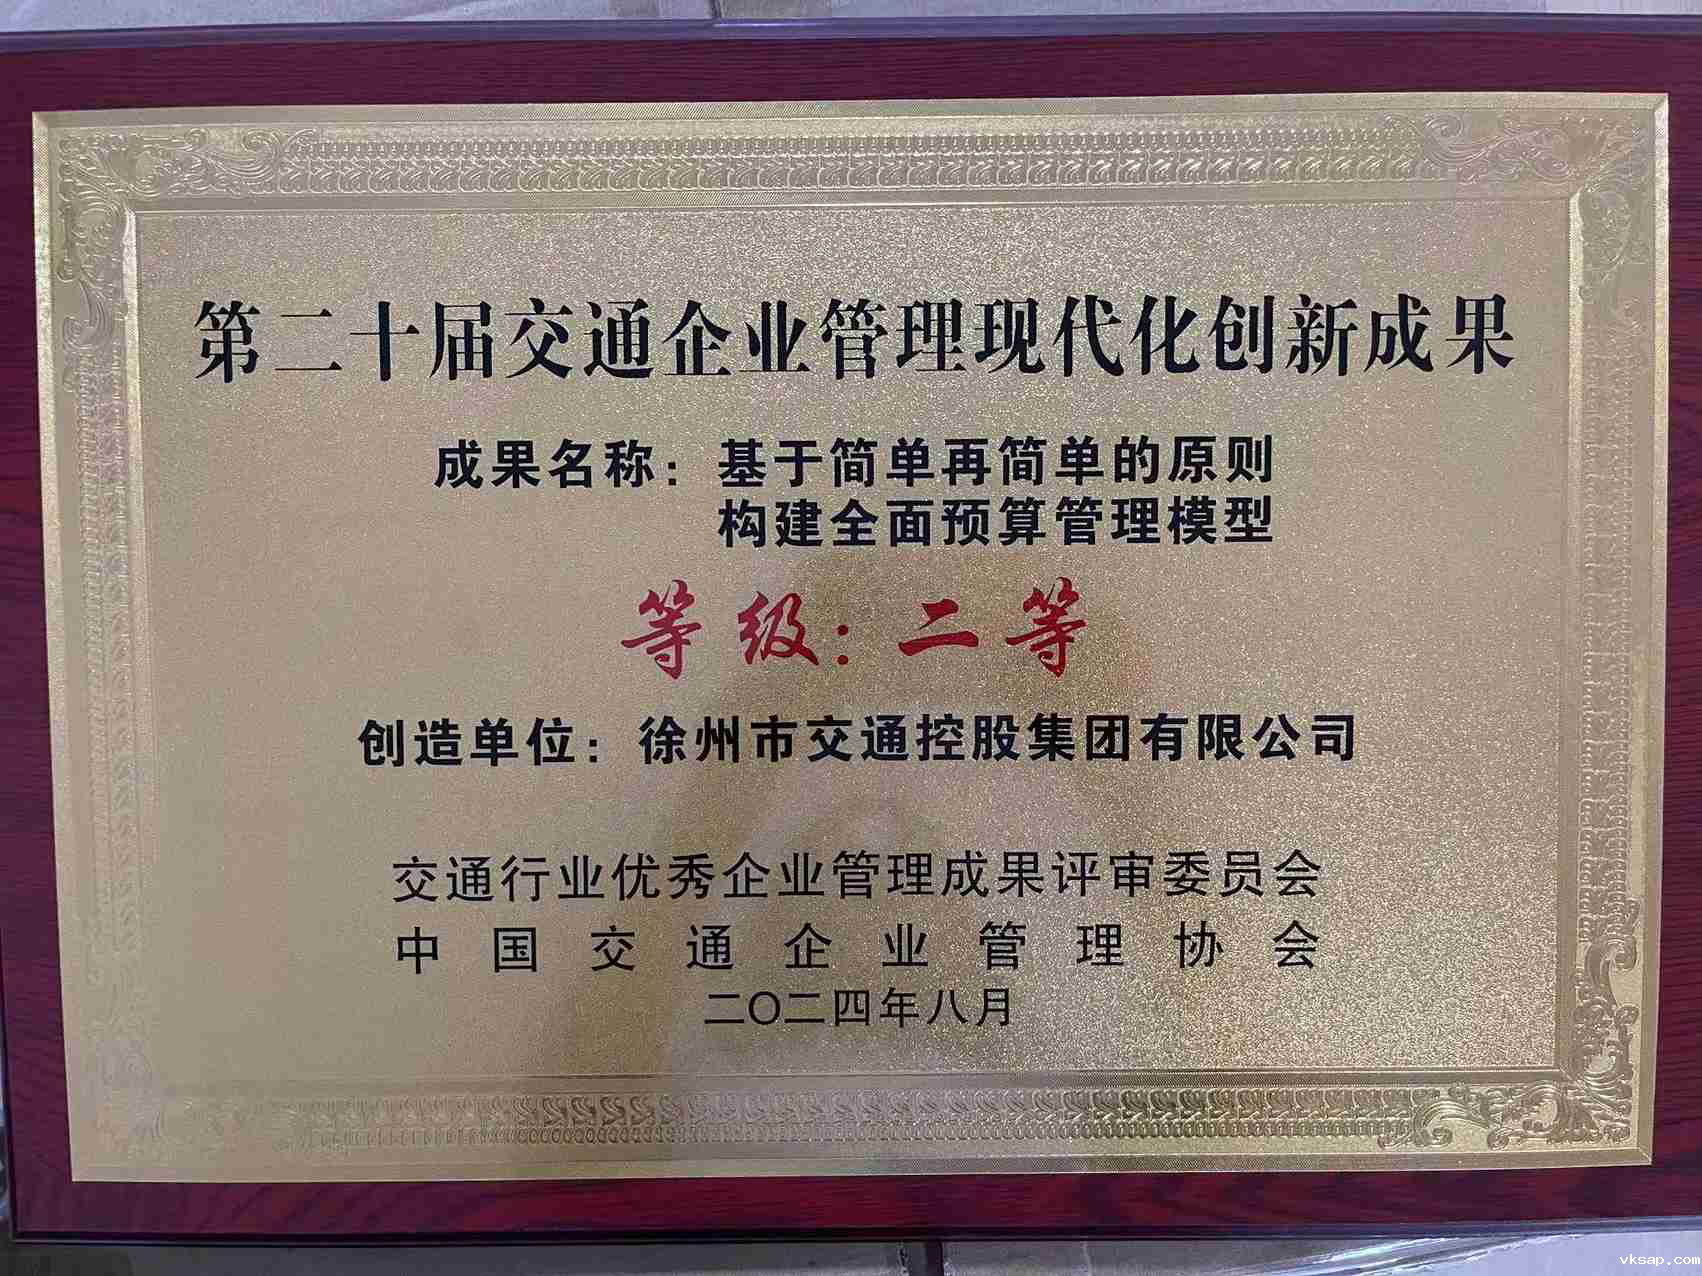 第二十届交通企业管理现代化创新成果
成果名称：基于简单再简单的原则
构建全面预算管理模型
等级：二等
创造单位：徐州市交通控股集团有限公司
交通行业优秀企业管理成果评审委员会
中国交通企业管理协会
二〇二四年八月
vksap.com